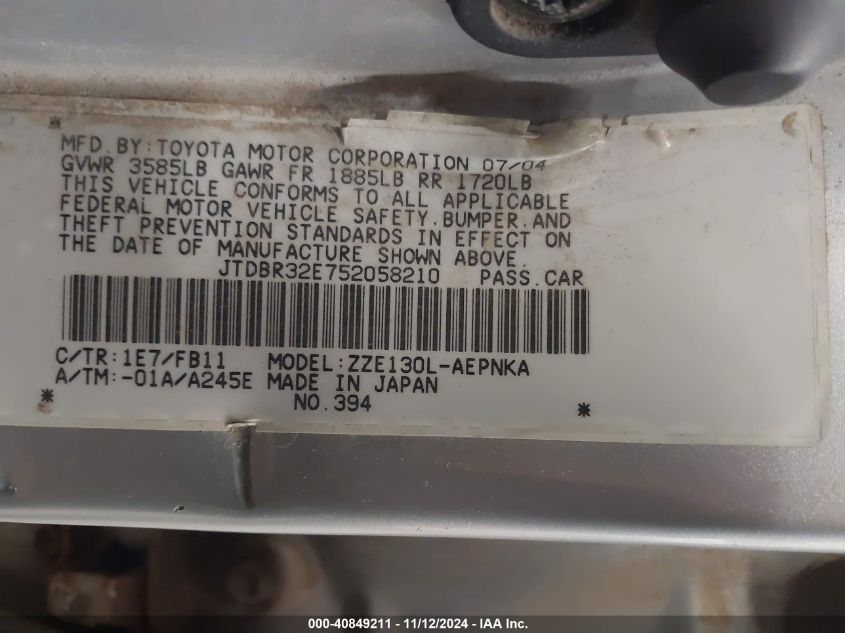 MFD. BY: TOYOTA MOTOR CORPORATION 07/04
GVWR 3585LB GAWR FR 1885LB RR 1720LB
THIS VEHICLE CONFORMS TO ALL APPLICABLE
FEDERAL MOTOR VEHICLE SAFETY, BUMPER, AND
THEFT PREVENTION STANDARDS IN EFFECT ON
THE DATE OF MANUFACTURE SHOWN ABOVE.
JTDBR32E752058210 PASS. CAR
C/TR: 1E7/FB11 MODEL: ZZE130L-AEPNKA
A/TM: -01A/A245E MADE IN JAPAN
* NO. 394 *
000-40849211 - 11/12/2024 - IAA Inc.